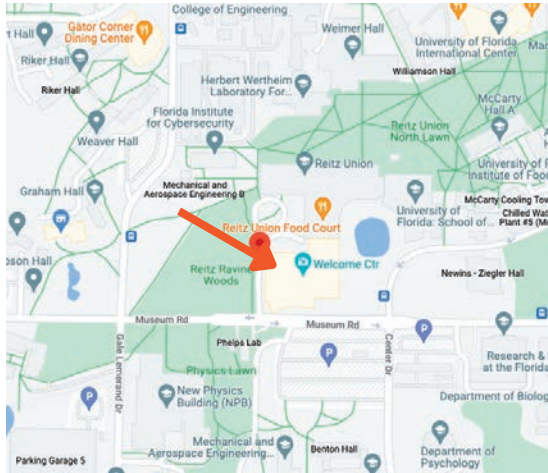 College of Engineering
t Hall
Gator Corner
Dining Center
Weimer Hall
University of Florida
International Center
Ma
Riker Hall
Riker Hall
Williamson Hall
Herbert Wertheim
Laboratory For...
McCarty
Hall A
Florida Institute
for Cybersecurity
Reitz Union
North Lawn
Weaver Hall
Reitz Union
University of F
Institute of Food
Graham Hall
Mechanical and
Aerospace Engineering B
McCarty Cooling Tow
University of
Florida: School of...
Chilled Wat
Plant #5 (M
Reitz Union Food Court
pson Hall
Reitz Ravine
Woods
Welcome Ctr
Newins - Ziegler Hall
Museum Rd
Museum Rd
Gale Lemerand Dr
Phelps Lab
Center Dr
P
P
Physics Lawn
Research &
at the Florida
P
New Physics
Building (NPB)
Department of Biolog
Mechanical and
Aerospace Engineering
Benton Hall
Department of
Psychology
Parking Garage 5